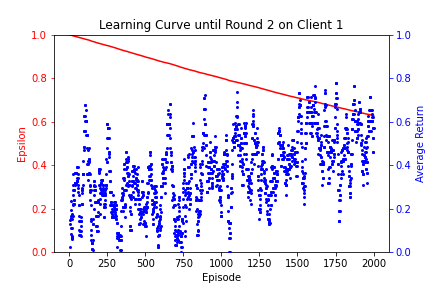 Learning Curve until Round 2 on Client 1
1.0
0.8
0.6
0.4
0.2
0.0
Epsilon
0 250 500 750 1000 1250 1500 1750 2000
Episode
1.0
0.8
0.6
0.4
0.2
0.0
Average Return